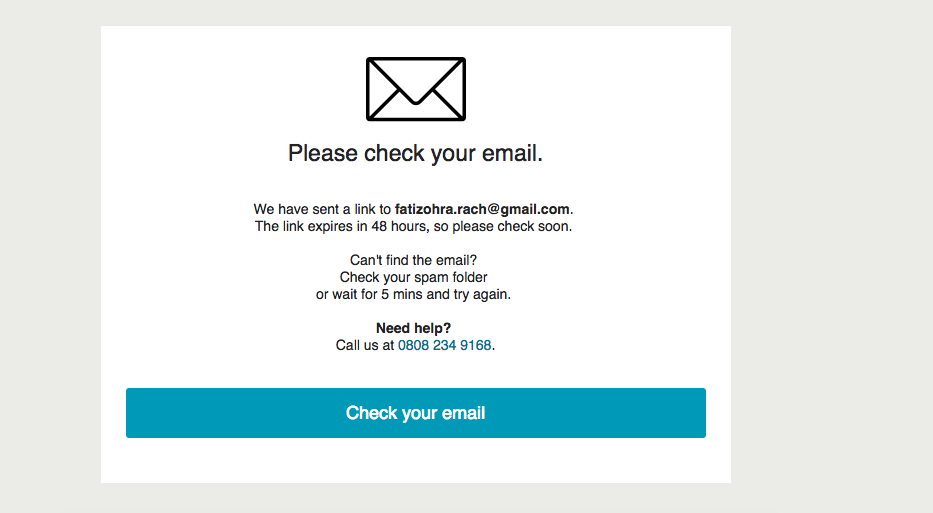 Please check your email.
We have sent a link to fatizohra.rach@gmail.com.
The link expires in 48 hours, so please check soon.
Can't find the email?
Check your spam folder
or wait for 5 mins and try again.
Need help?
Call us at 0808 234 9168.
Check your email